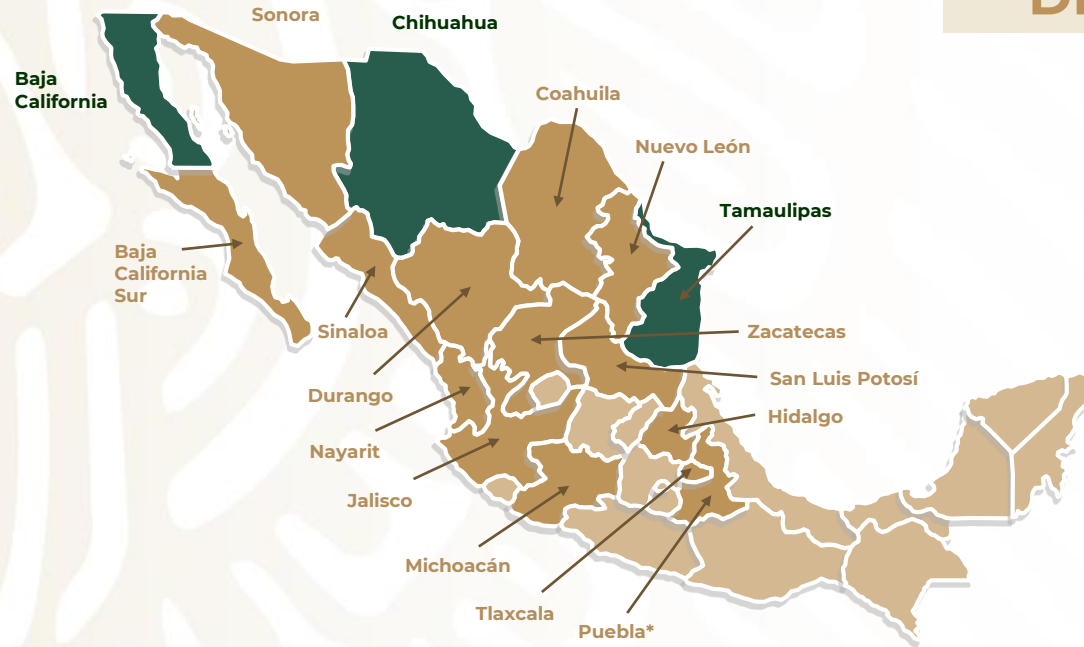 Sonora
Chihuahua
Baja
California
Coahuila
Nuevo León
Tamaulipas
Baja
California
Sur
Sinaloa
Zacatecas
San Luis Potosí
Durango
Hidalgo
Nayarit
Jalisco
Michoacán
Tlaxcala
Puebla*